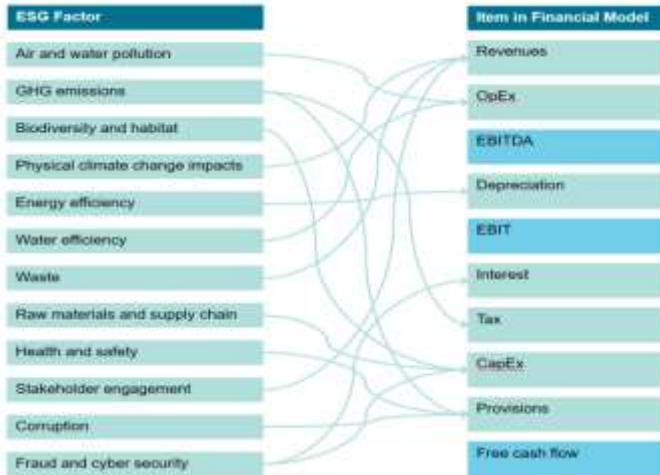 ESG Factor
Air and water pollution
GHG emissions
Biodiversity and habitat
Physical climate change impacts
Energy efficiency
Water efficiency
Waste
Raw materials and supply chain
Health and safety
Stakeholder engagement
Corruption
Fraud and cyber security
Item in Financial Model
Revenues
OpEx
EBITDA
Depreciation
EBIT
Interest
Tax
CapEx
Provisions
Free cash flow